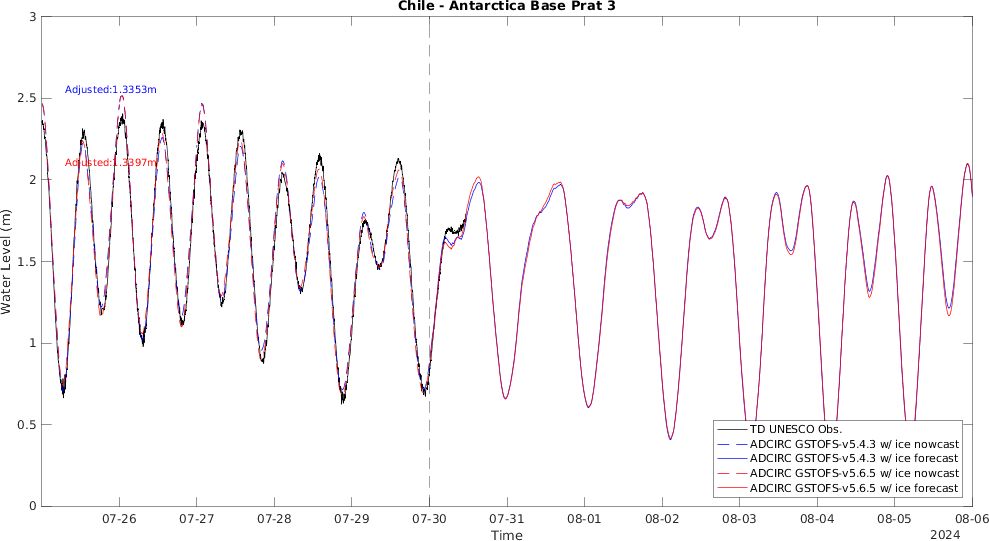 Chile - Antarctica Base Prat 3
3
2.5
2
1.5
1
0.5
0
Water Level (m)
Adjusted:1.3353m
Adjusted:1.3397m
TD UNESCO Obs.
ADCIRC GSTOFS-v5.4.3 w/ ice nowcast
ADCIRC GSTOFS-v5.4.3 w/ ice forecast
ADCIRC GSTOFS-v5.6.5 w/ ice nowcast
ADCIRC GSTOFS-v5.6.5 w/ ice forecast
07-26 07-27 07-28 07-29 07-30 07-31 08-01 08-02 08-03 08-04 08-05 08-06
Time
2024